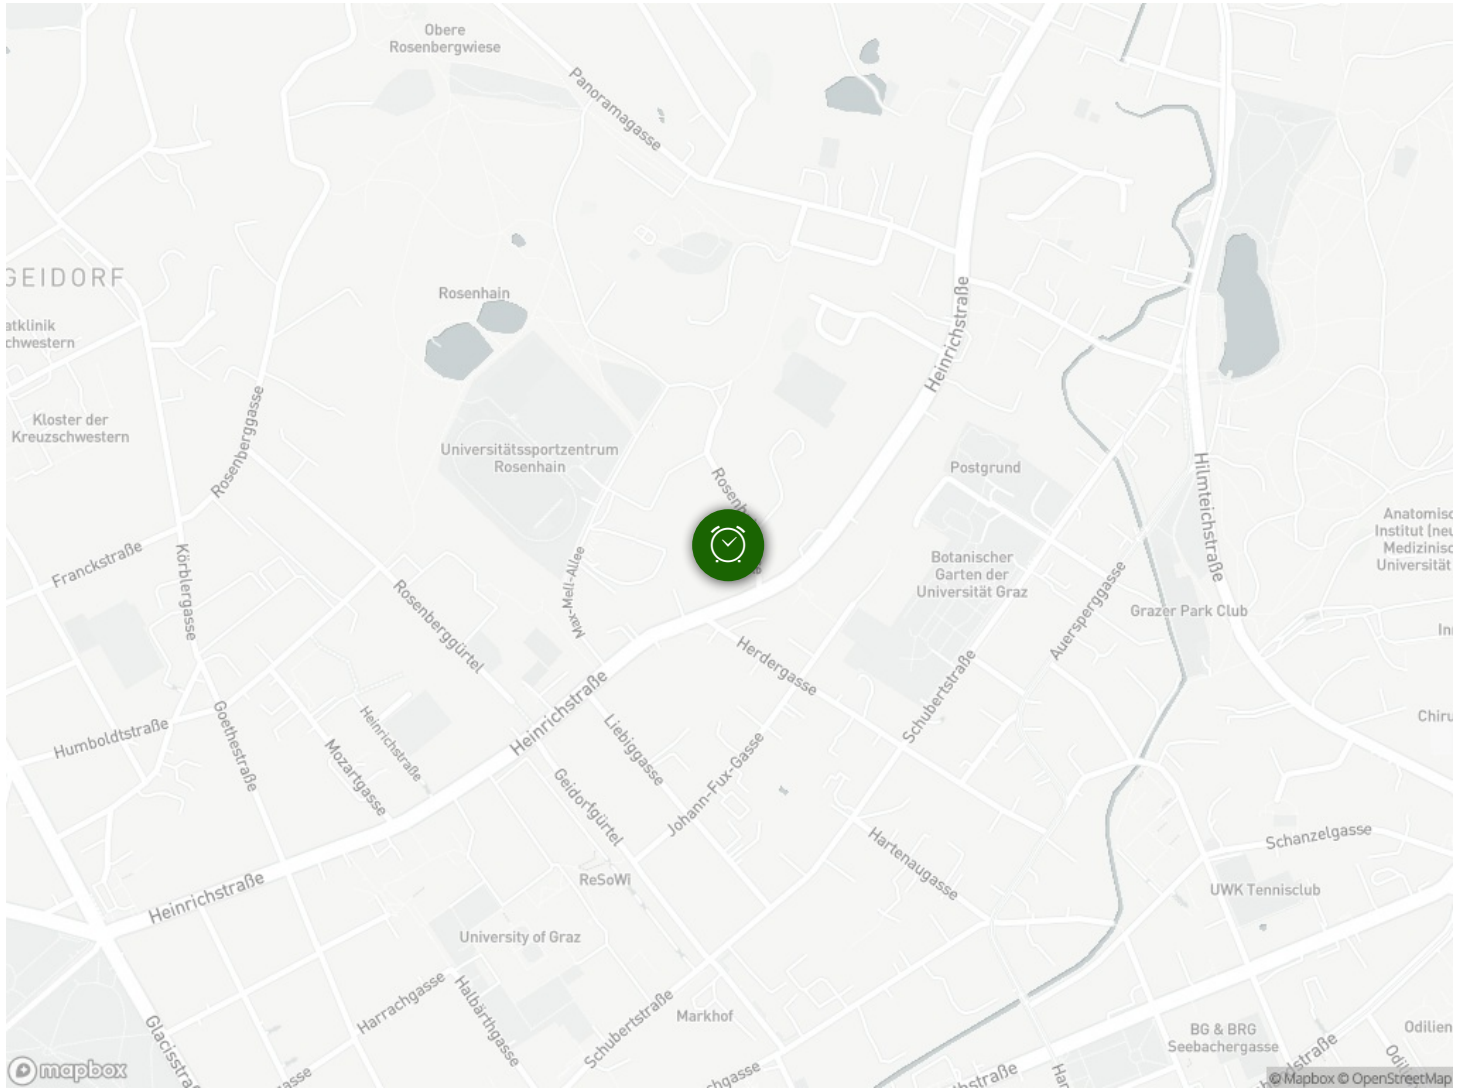 Obere
Rosenbergwiese
Panoramagasse
GEIDORF
Rosenhain
Heinrichstraße
atklinik
chwestern
Kloster der
Kreuzschwestern
Rosenberggasse
Universitätssportzentrum
Rosenhain
Postgrund
Hilmteichstraße
Anatomisc
Institut (neu
Medizinisc
Universität
Franckstraße
Körblergasse
Max-Mell-Allee
Botanischer
Garten der
Universität Graz
Auersperggasse
Grazer Park Club
Rosenberggürtel
Herdergasse
Schubertstraße
Humboldtstraße
Goethestraße
Mozartgasse
Heinrichstraße
Heinrichstraße
Liebiggasse
Geidorfgürtel
Johann-Fux-Gasse
Chiru
Hartenaugasse
Schanzelgasse
ReSoWi
UWK Tennisclub
Heinrichstraße
University of Graz
Harrachgasse
Halbärthgasse
Schubertstraße
Markhof
BG & BRG
Seebachergasse
Odilien
Glacisstra
mapbox
© Mapbox © OpenStreetMap